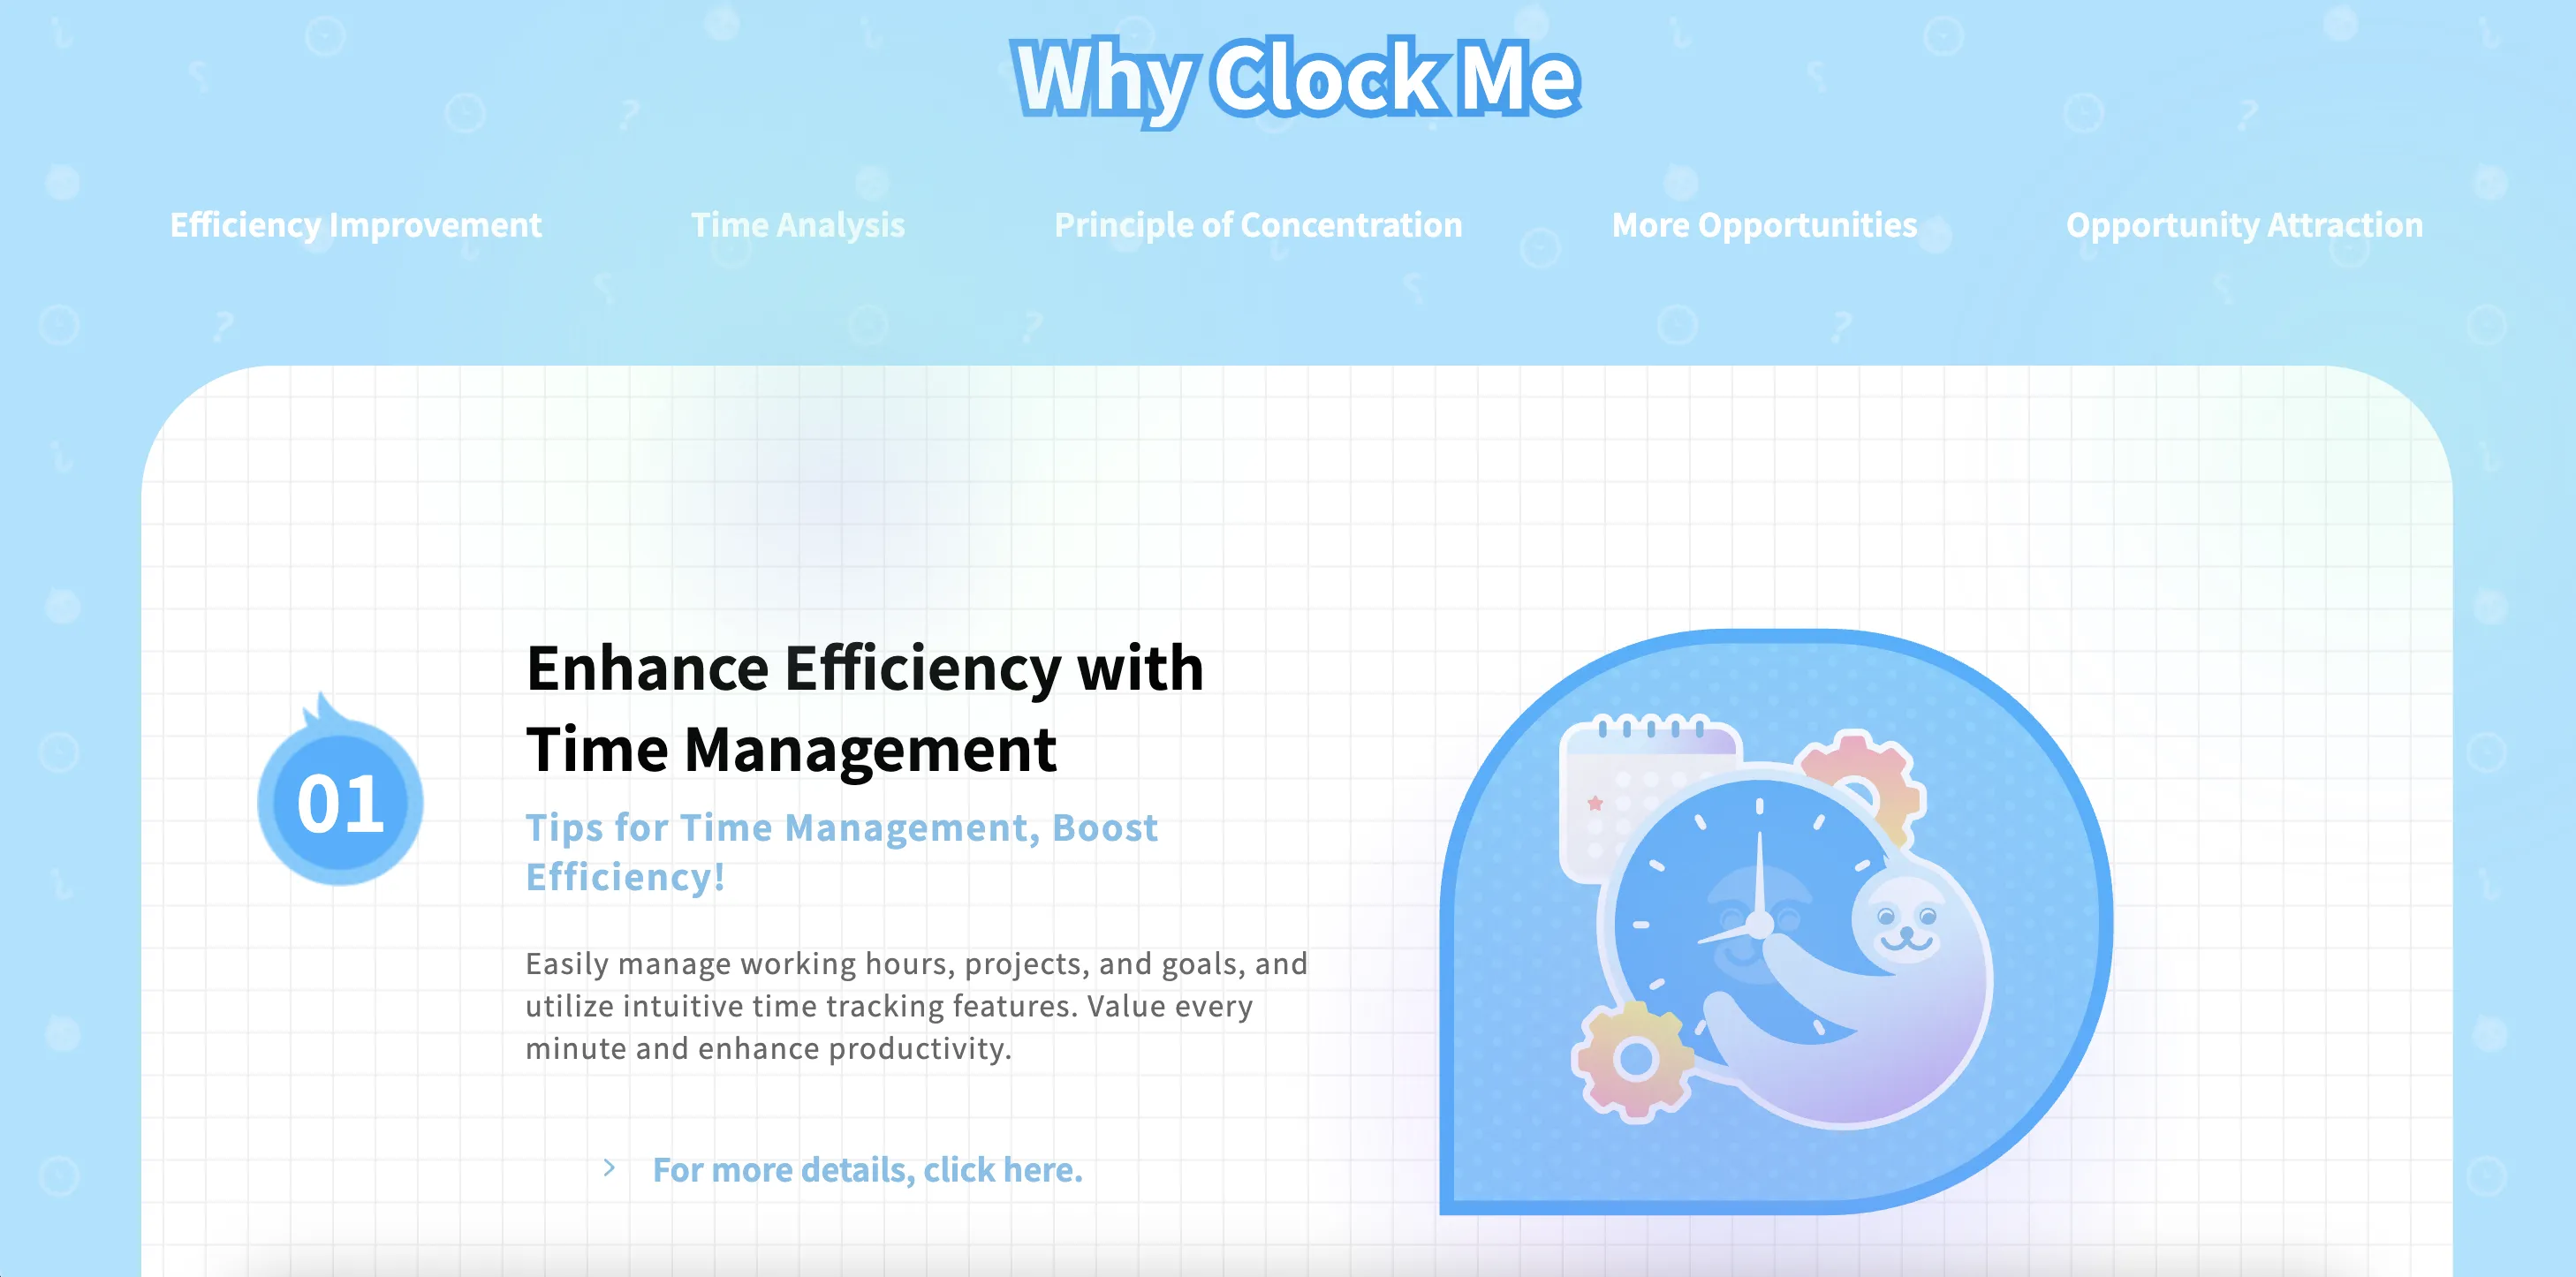 Why Clock Me
Efficiency Improvement
Time Analysis
Principle of Concentration
More Opportunities
Opportunity Attraction
01
Enhance Efficiency with
Time Management
Tips for Time Management, Boost
Efficiency!
Easily manage working hours, projects, and goals, and
utilize intuitive time tracking features. Value every
minute and enhance productivity.
For more details, click here.